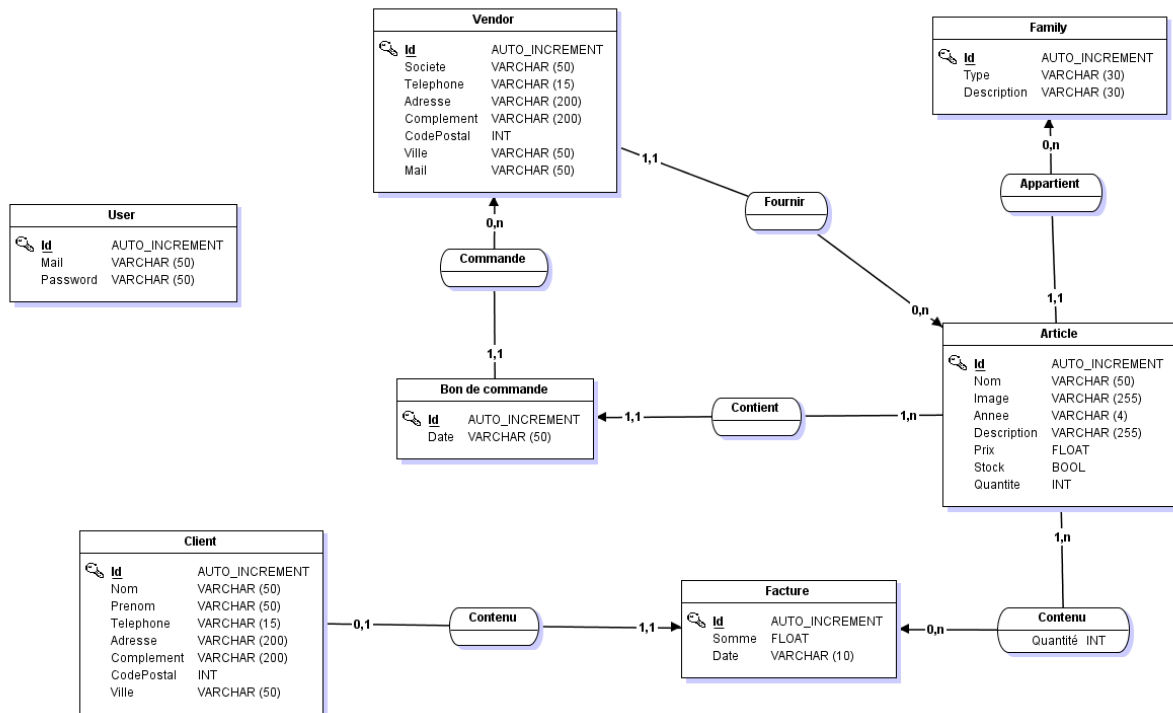 Vendor
Id AUTO_INCREMENT
Societe VARCHAR (50)
Telephone VARCHAR (15)
Adresse VARCHAR (200)
Complement VARCHAR (200)
CodePostal INT
Ville VARCHAR (50)
Mail VARCHAR (50)
Family
Id AUTO_INCREMENT
Type VARCHAR (30)
Description VARCHAR (30)
1,1
0,n
Fournir
Appartient
User
Id AUTO_INCREMENT
Mail VARCHAR (50)
Password VARCHAR (50)
0,n
Commande
1,1
0,n
1,1
Bon de commande
Id AUTO_INCREMENT
Date VARCHAR (50)
1,1
Contient
1,n
Article
Id AUTO_INCREMENT
Nom VARCHAR (50)
Image VARCHAR (255)
Annee VARCHAR (4)
Description VARCHAR (255)
Prix FLOAT
Stock BOOL
Quantite INT
1,n
Client
Id AUTO_INCREMENT
Nom VARCHAR (50)
Prenom VARCHAR (50)
Telephone VARCHAR (15)
Adresse VARCHAR (200)
Complement VARCHAR (200)
CodePostal INT
Ville VARCHAR (50)
0,1
Contenu
1,1
Facture
Id AUTO_INCREMENT
Somme FLOAT
Date VARCHAR (10)
0,n
Contenu
Quantité INT